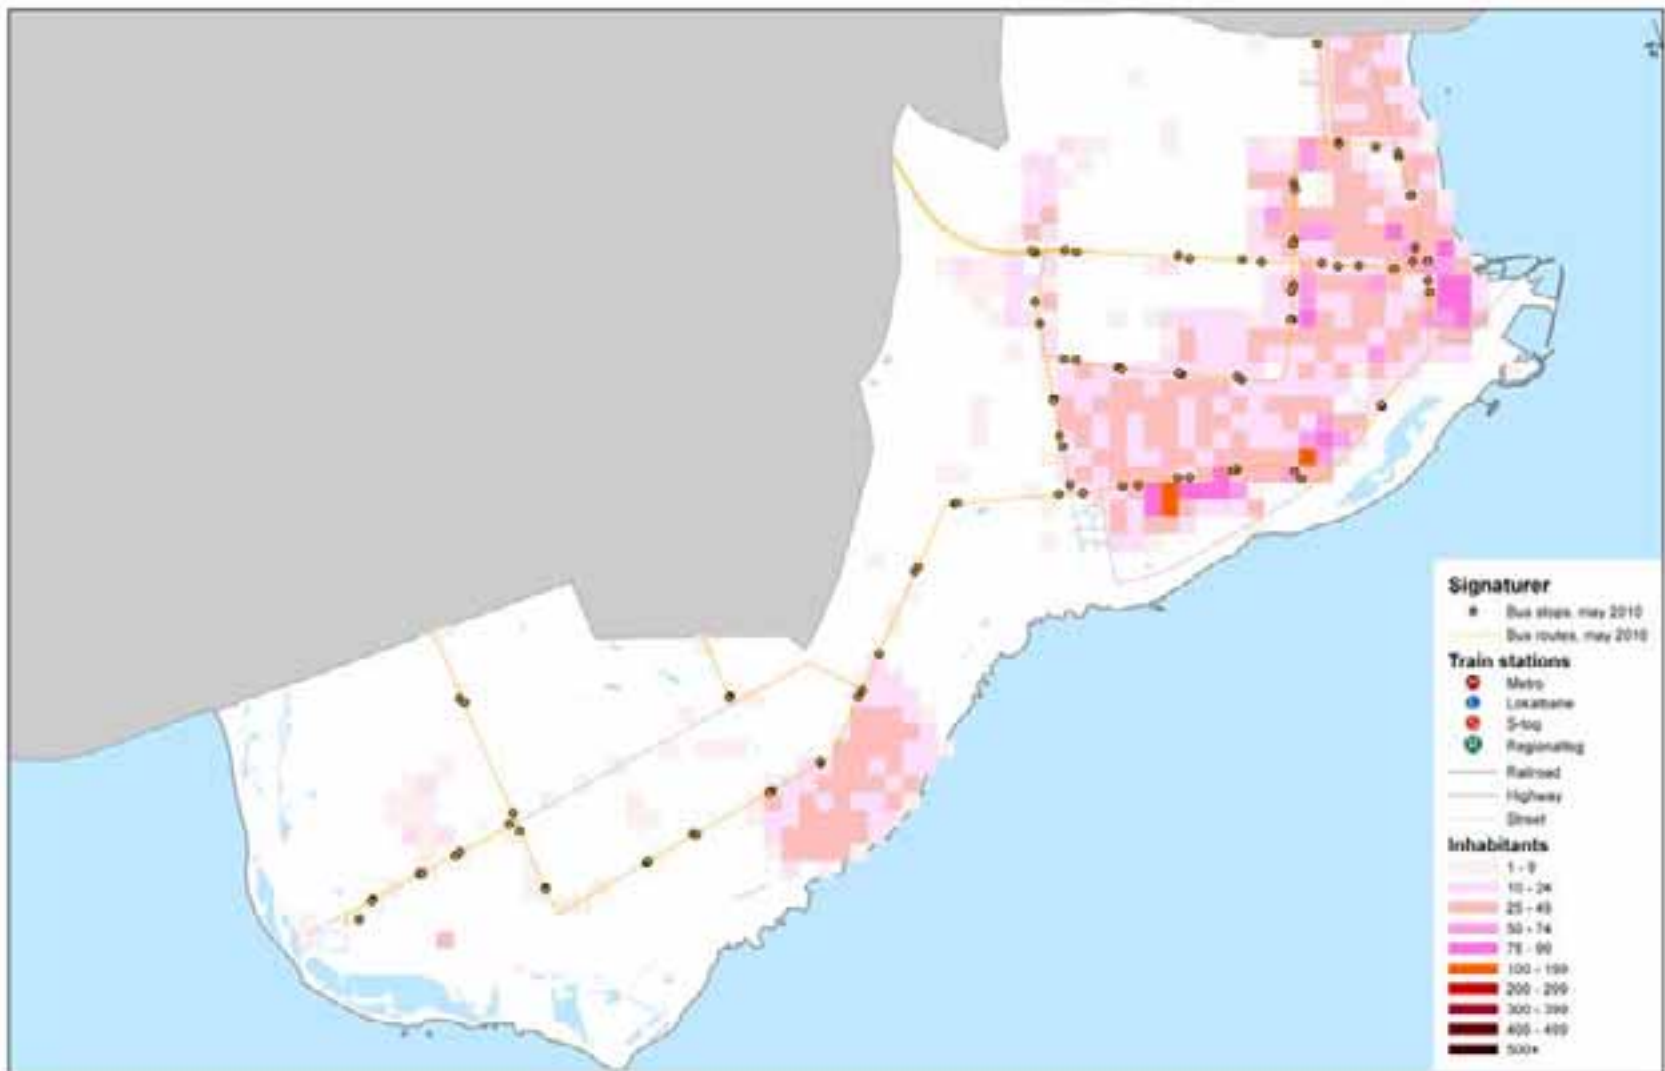 Signaturer
Bus stops, may 2010
Bus routes, may 2010
Train stations
Metro
Lokalbane
S-tog
Regionaltog
Railroad
Highway
Street
Inhabitants
1 - 9
10 - 24
25 - 49
50 - 74
75 - 99
100 - 199
200 - 299
300 - 399
400 - 499
500+